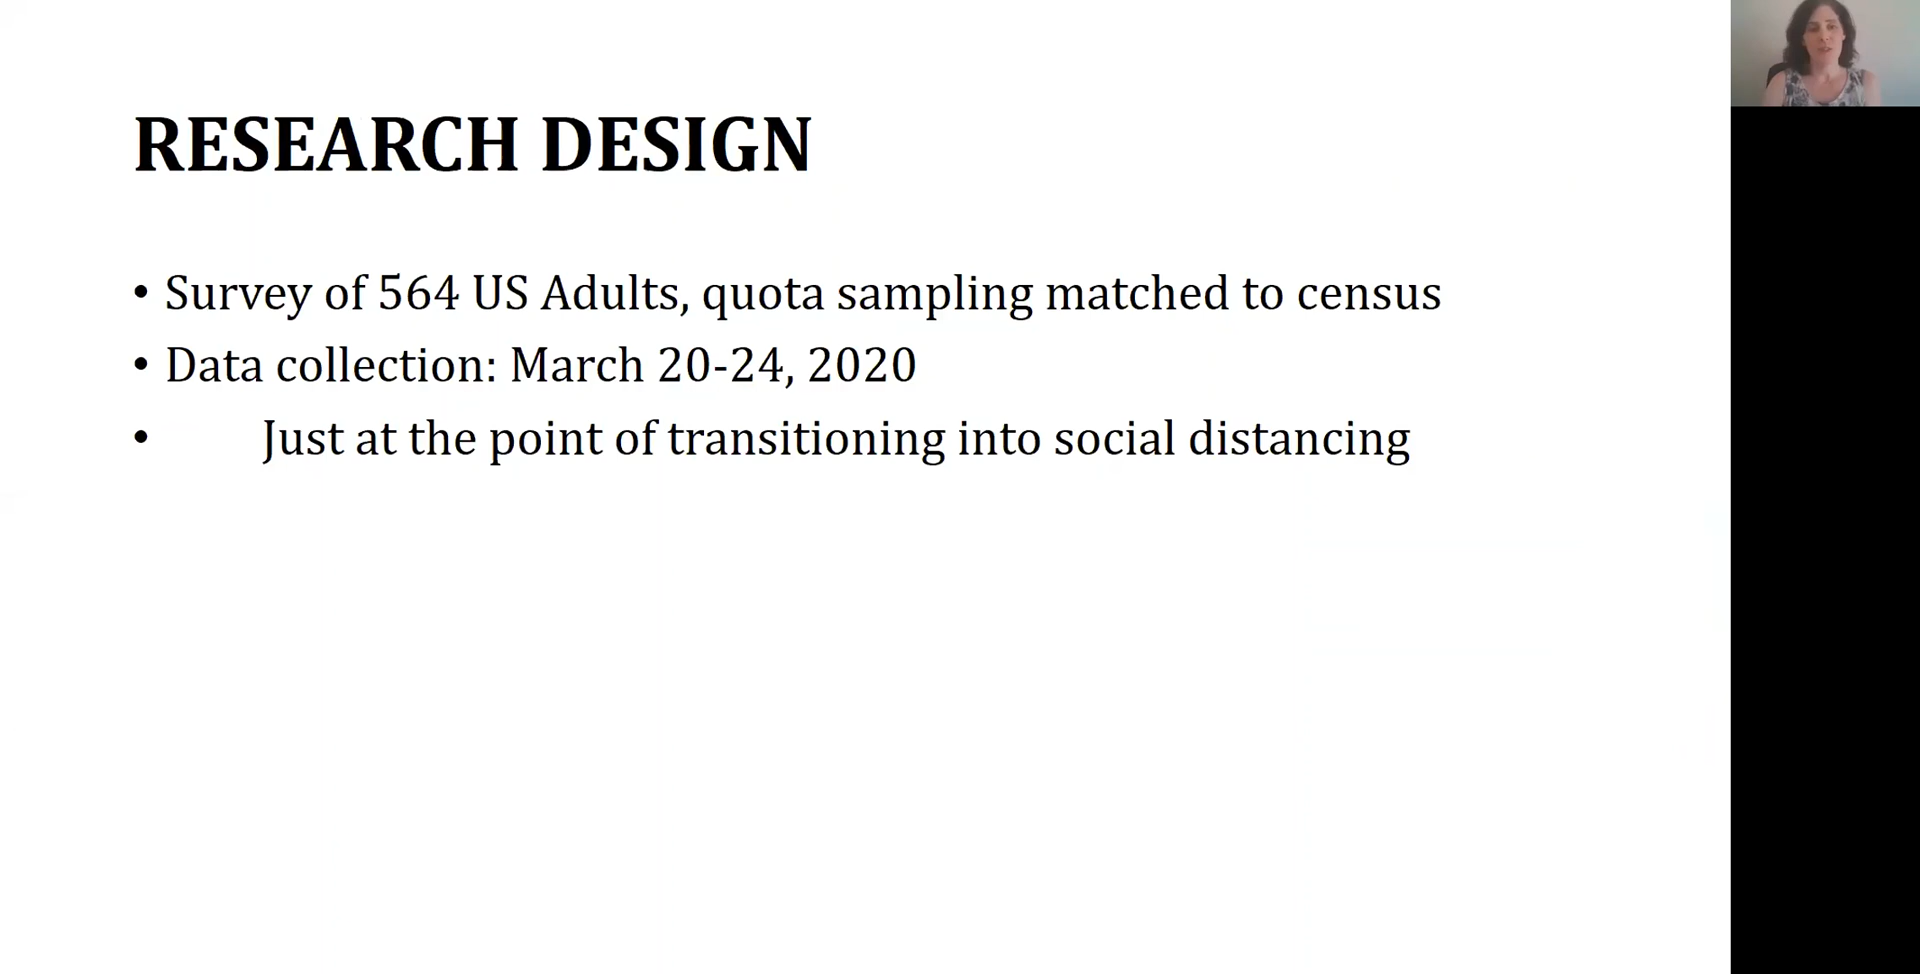 RESEARCH DESIGN
• Survey of 564 US Adults, quota sampling matched to census
• Data collection: March 20-24, 2020
• Just at the point of transitioning into social distancing